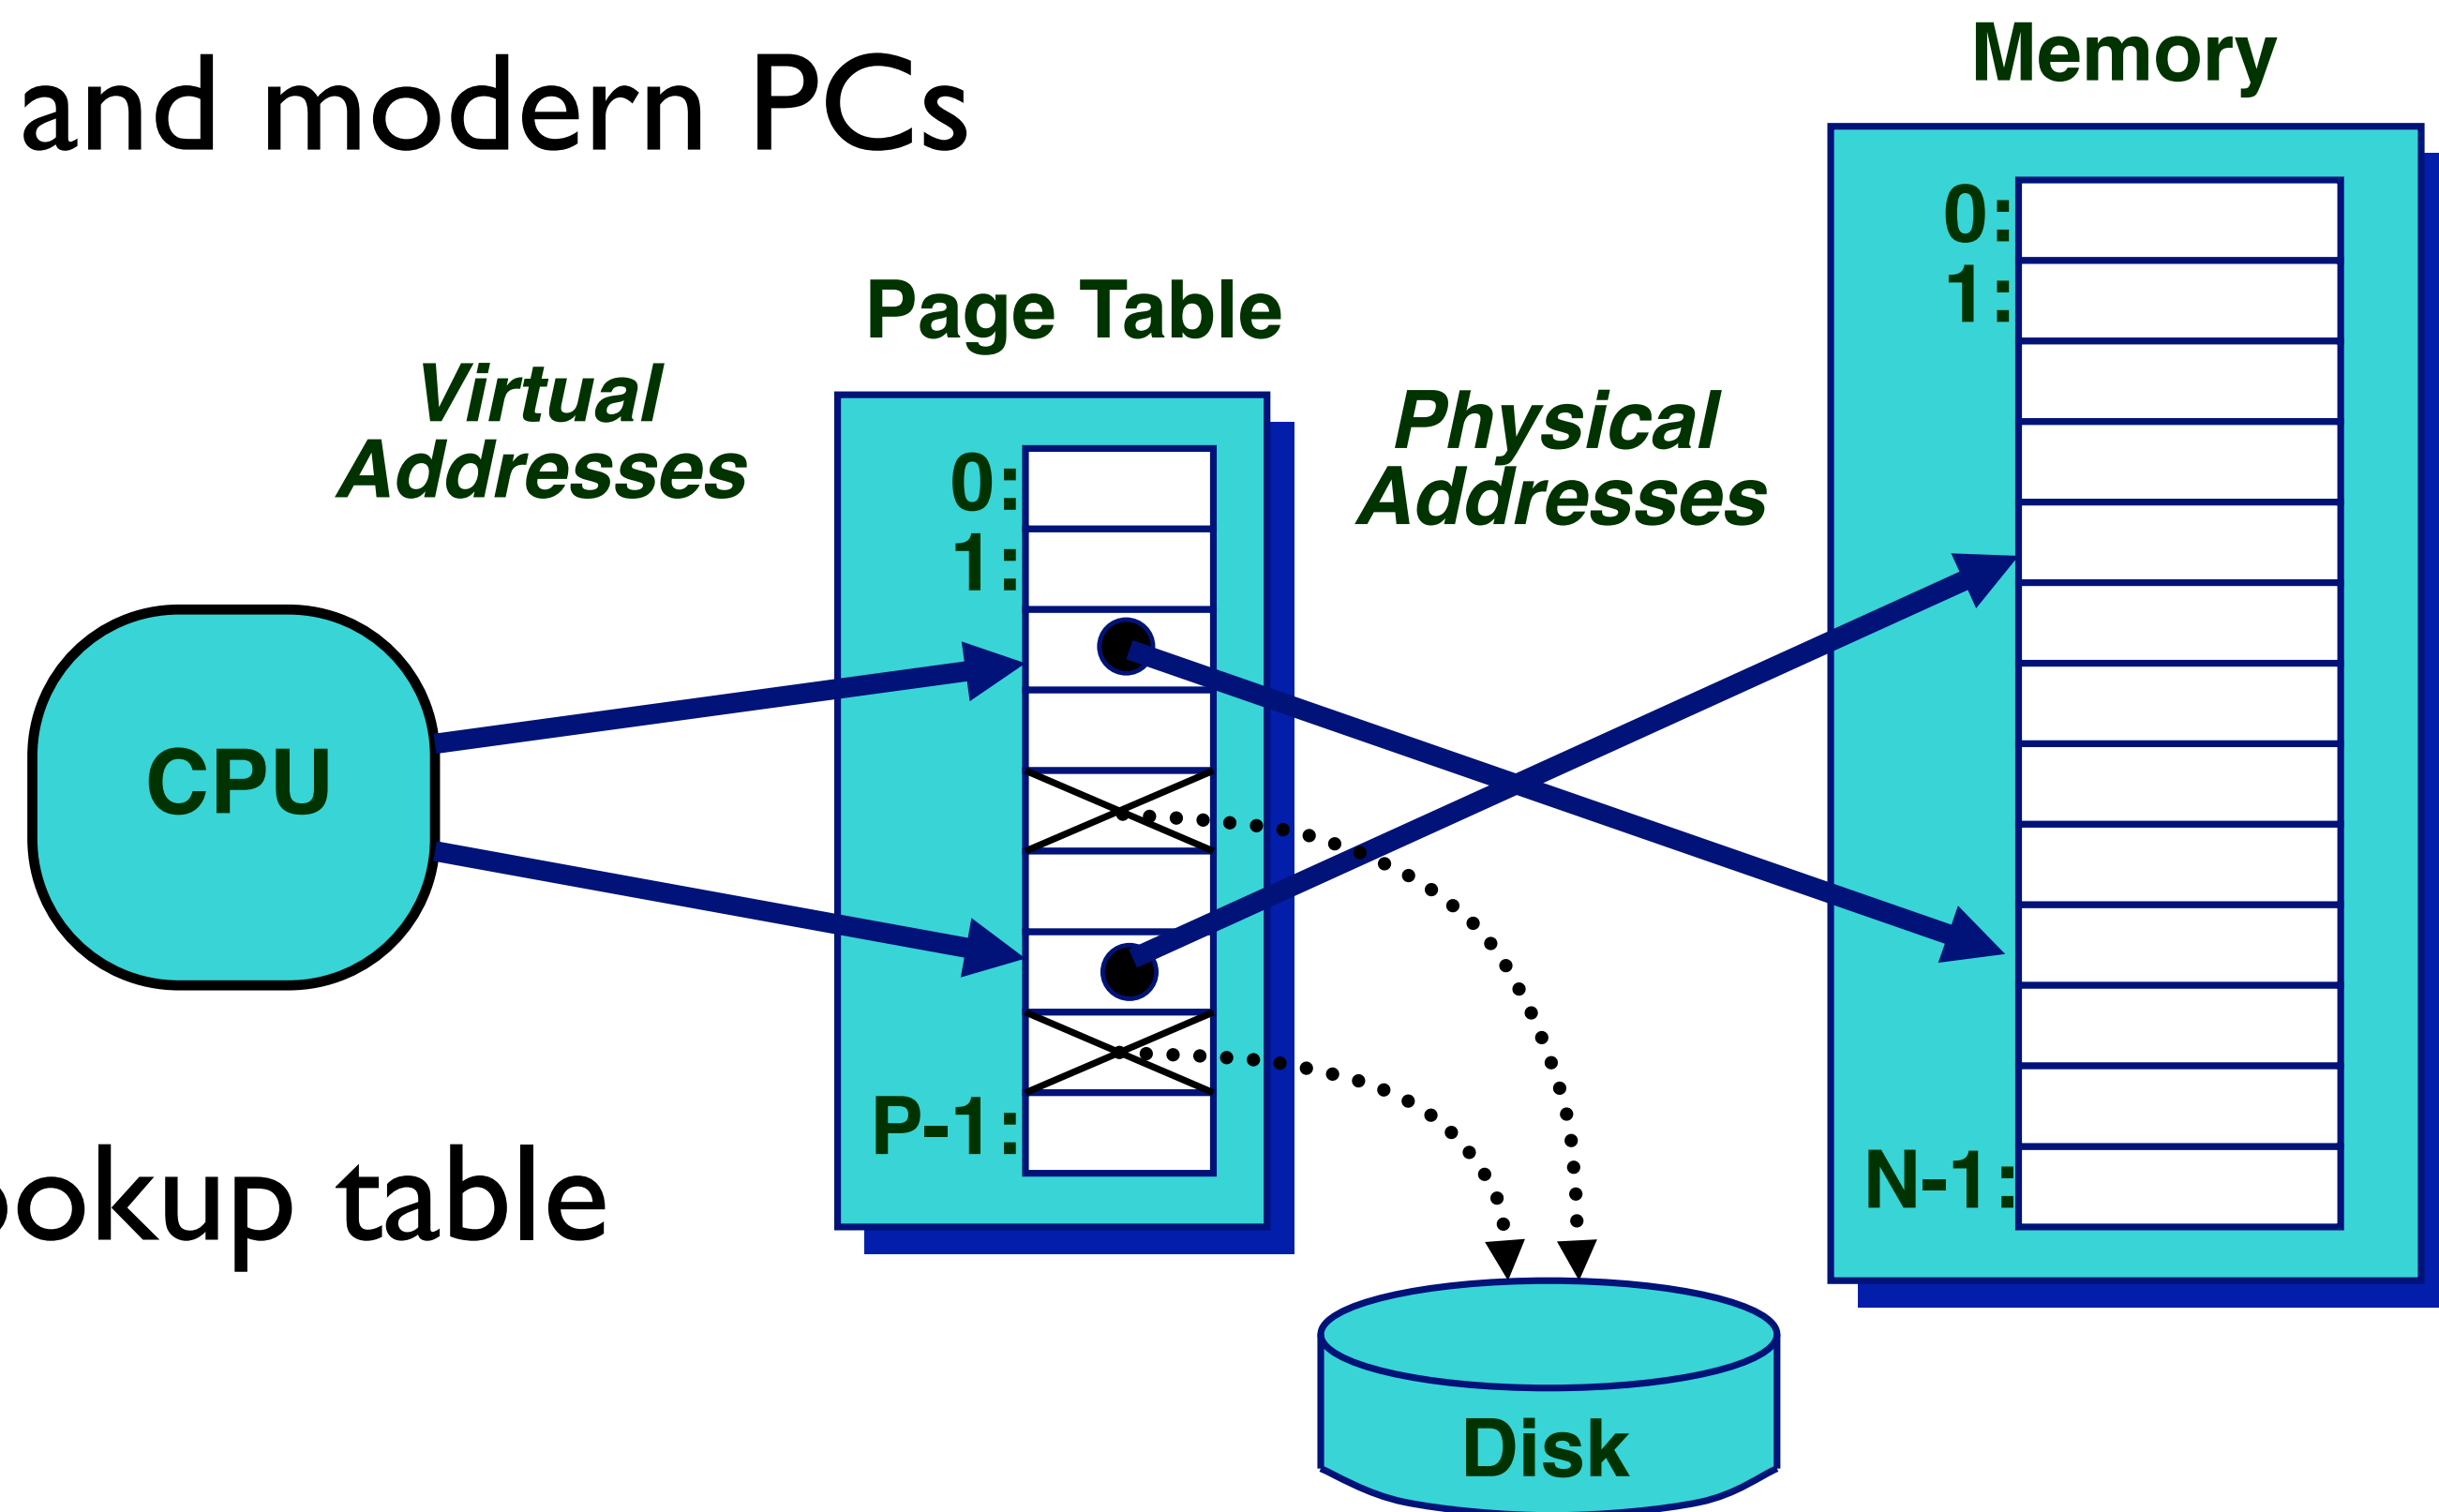 and modern PCs
Memory
0:
1:
Page Table
Virtual
Addresses
Physical
Addresses
0:
1:
CPU
P-1:
N-1:
okup table
Disk